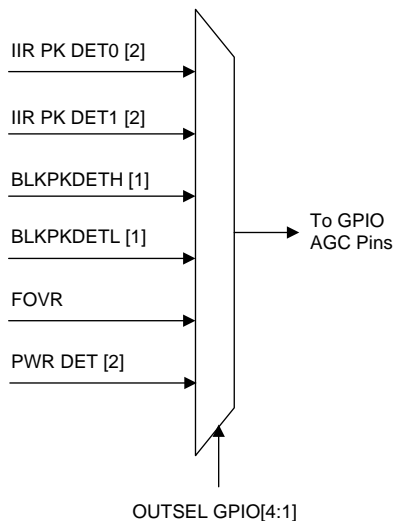 IIR PK DET0 [2]
IIR PK DET1 [2]
BLKPKDETH [1]
BLKPKDETL [1]
FOVR
PWR DET [2]
To GPIO
AGC Pins
OUTSEL GPIO[4:1]